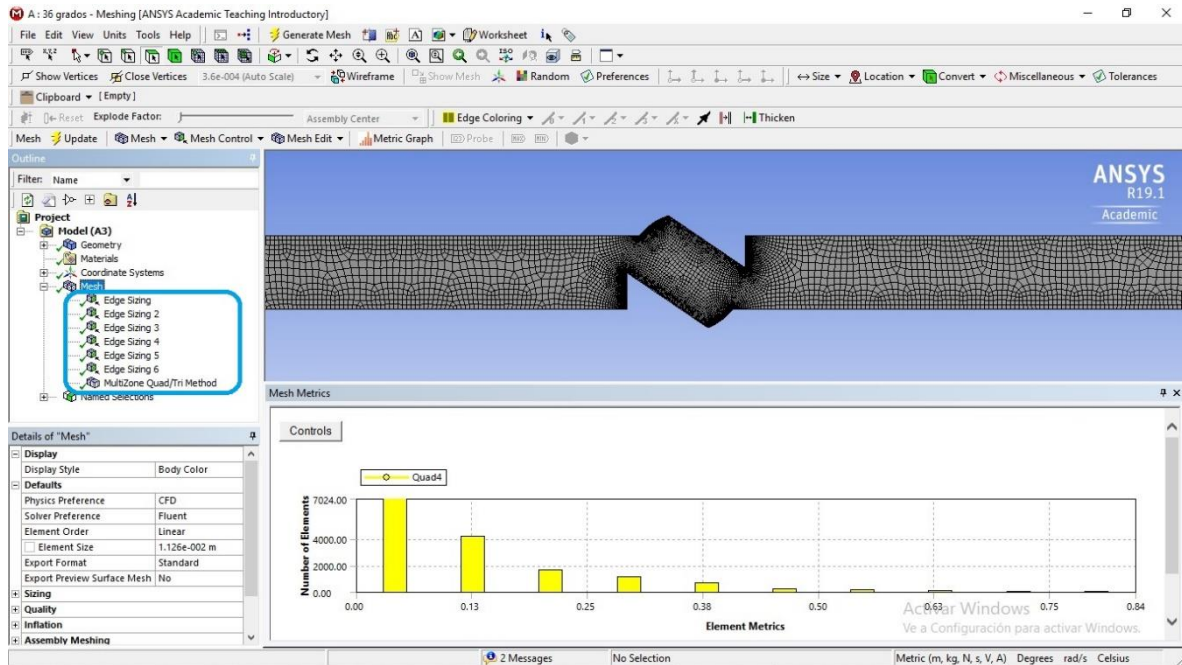 A : 36 grados - Meshing [ANSYS Academic Teaching Introductory]
File Edit View Units Tools Help Generate Mesh Worksheet
Show Vertices Close Vertices 3.6e-004 (Auto Scale) Wireframe Show Mesh Random Preferences Size Location Convert Miscellaneous Tolerances
Clipboard [Empty]
Reset Explode Factor: Assembly Center Edge Coloring Thicken
Mesh Update Mesh Mesh Control Mesh Edit Metric Graph Probe
Outline
Filter: Name
Project
Model (A3)
Geometry
Materials
Coordinate Systems
Mesh
Edge Sizing
Edge Sizing 2
Edge Sizing 3
Edge Sizing 4
Edge Sizing 5
Edge Sizing 6
MultiZone Quad/Tri Method
Named Selections
ANSYS
R19.1
Academic
Details of "Mesh"
Display
Display Style Body Color
Defaults
Physics Preference CFD
Solver Preference Fluent
Element Order Linear
Element Size 1.126e-002 m
Export Format Standard
Export Preview Surface Mesh No
Sizing
Quality
Inflation
Assembly Meshing
Mesh Metrics
Controls
Quad4
Number of Elements
7024.00
4000.00
2000.00
0.00
0.00 0.13 0.25 0.38 0.50 0.63 0.75 0.84
Element Metrics
Activar Windows
Ve a Configuración para activar Windows.
2 Messages No Selection Metric (m, kg, N, s, V, A) Degrees rad/s Celsius